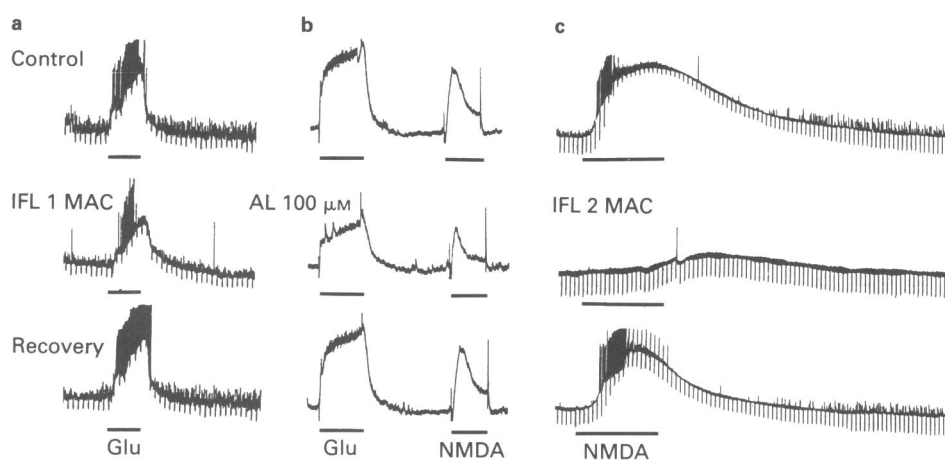 a b c
Control
IFL 1 MAC AL 100 μM IFL 2 MAC
Recovery
Glu Glu NMDA NMDA